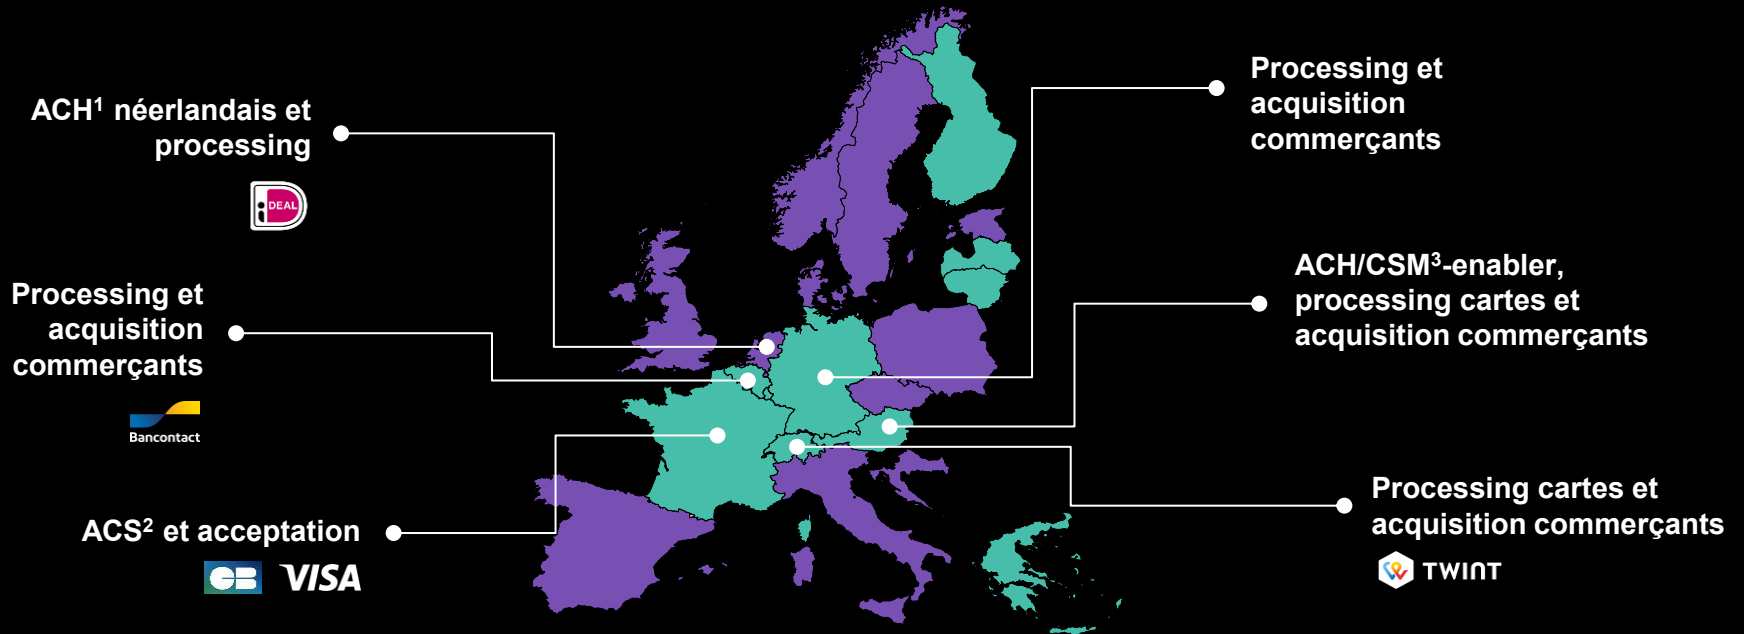 ACH¹ néerlandais et
processing
iDEAL
Processing et
acquisition
commerçants
Bancontact
ACS² et acceptation
CB VISA
Processing et
acquisition
commerçants
ACH/CSM³-enabler,
processing cartes et
acquisition commerçants
Processing cartes et
acquisition commerçants
TWINT